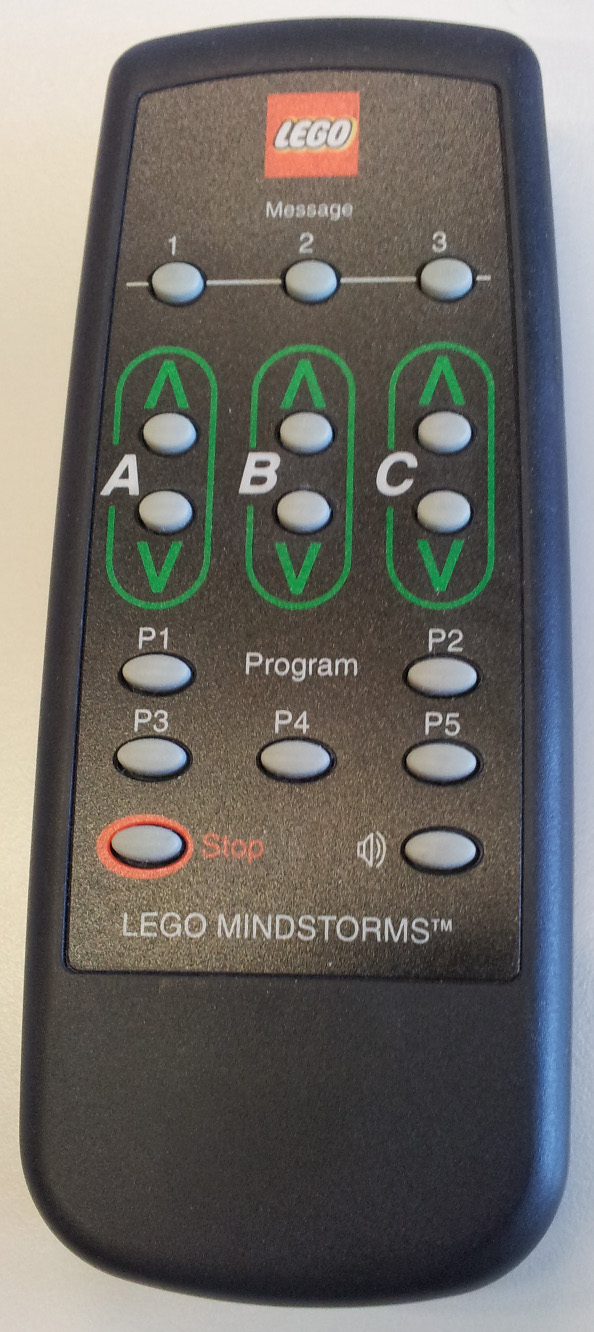 LEGO
Message
1 2 3
A B C
P1 Program P2
P3 P4 P5
Stop
LEGO MINDSTORMS™